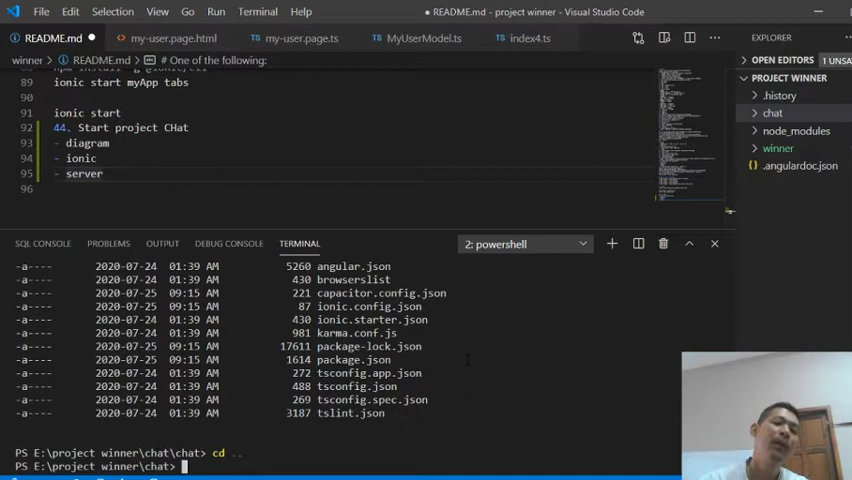 File Edit Selection View Go Run Terminal Help ● README.md - project winner - Visual Studio Code
README.md ● my-user.page.html my-user.page.ts MyUserModel.ts index4.ts
winner > README.md > # One of the following:
89 ionic start myApp tabs
90
91 ionic start
92 44. Start project CHat
93 - diagram
94 - ionic
95 - server
96
EXPLORER
OPEN EDITORS 1 UNSA
PROJECT WINNER
.history
chat
node_modules
winner
.angulardoc.json
SQL CONSOLE PROBLEMS OUTPUT DEBUG CONSOLE TERMINAL 2: powershell
-a---- 2020-07-24 01:39 AM 5260 angular.json
-a---- 2020-07-24 01:39 AM 430 browserslist
-a---- 2020-07-25 09:15 AM 221 capacitor.config.json
-a---- 2020-07-25 09:15 AM 87 ionic.config.json
-a---- 2020-07-24 01:39 AM 430 ionic.starter.json
-a---- 2020-07-24 01:39 AM 981 karma.conf.js
-a---- 2020-07-25 09:15 AM 17611 package-lock.json
-a---- 2020-07-25 09:15 AM 1614 package.json
-a---- 2020-07-24 01:39 AM 272 tsconfig.app.json
-a---- 2020-07-24 01:39 AM 488 tsconfig.json
-a---- 2020-07-24 01:39 AM 269 tsconfig.spec.json
-a---- 2020-07-24 01:39 AM 3187 tslint.json
PS E:\project winner\chat\chat> cd ..
PS E:\project winner\chat>